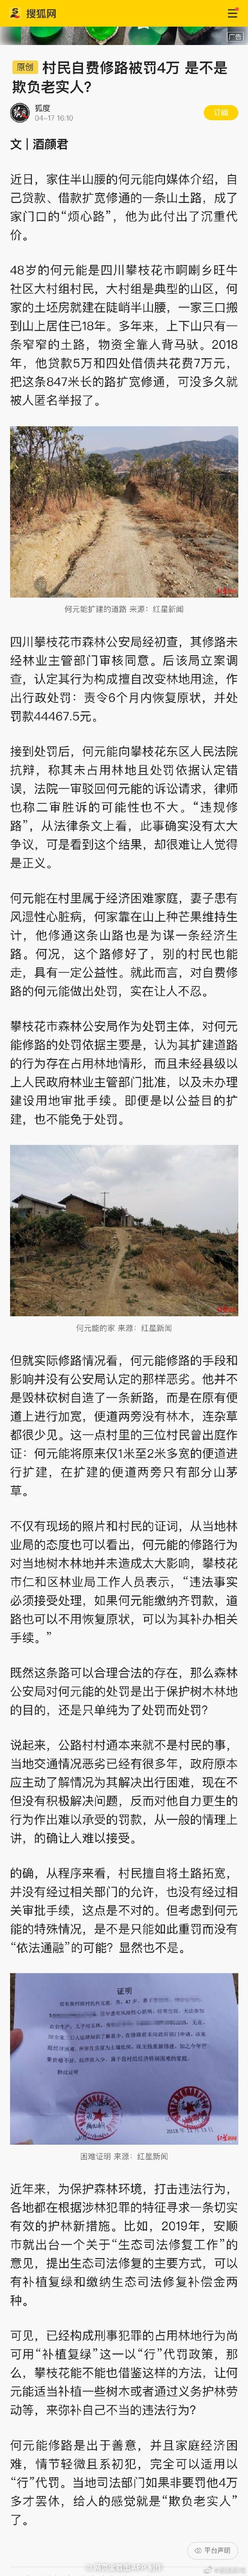 搜狐网
广告
原创 村民自费修路被罚4万 是不是
欺负老实人?
狐度
04-17 16:10
订阅
文 | 酒颜君
近日，家住半山腰的何元能向媒体介绍，自
己贷款、借款扩宽修通的一条山土路，成了
家门口的“烦心路”，他为此付出了沉重代
价。
48岁的何元能是四川攀枝花市啊喇乡旺牛
社区大村组村民，大村组是典型的山区，何
家的土坯房就建在陡峭半山腰，一家三口搬
到山上居住已18年。多年来，上下山只有一
条窄窄的土路，物资全靠人背马驮。2018
年，他贷款5万和四处借债共花费7万元，
把这条847米长的路扩宽修通，可没多久就
被人匿名举报了。
何元能扩建的道路 来源：红星新闻
四川攀枝花市森林公安局经初查，其修路未
经林业主管部门审核同意。后该局立案调
查，认定其行为构成擅自改变林地用途，作
出行政处罚：责令6个月内恢复原状，并处
罚款44467.5元。
接到处罚后，何元能向攀枝花东区人民法院
抗辩，称其未占用林地且处罚依据认定错
误，法院一审驳回何元能的诉讼请求，律师
也称二审胜诉的可能性也不大。“违规修
路”，从法律条文上看，此事确实没有太大
争议，可是看到这个结果，却很难让人觉得
是正义。
何元能在村里属于经济困难家庭，妻子患有
风湿性心脏病，何家靠在山上种芒果维持生
计，他修通这条山路也是为谋一条经济生
路。何况，这个路修好了，别的村民也能
走，具有一定公益性。就此而言，对自费修
路的何元能做出处罚，实在让人不忍。
攀枝花市森林公安局作为处罚主体，对何元
能修路的处罚依据主要是，认为其扩建道路
的行为存在占用林地情形，而且未经县级以
上人民政府林业主管部门批准，以及未办理
建设用地审批手续。即便是以公益目的扩
建，也不能免于处罚。
何元能的家 来源：红星新闻
但就实际修路情况看，何元能修路的手段和
影响并没有公安局认定的那样恶劣。他并不
是毁林砍树自造了一条新路，而是在原有便
道上进行加宽，便道两旁没有林木，连杂草
都很少见。这一点村里的三位村民曾出庭作
证：何元能将原来仅1米至2米多宽的便道进
行扩建，在扩建的便道两旁只有部分山茅
草。
不仅有现场的照片和村民的证词，从当地林
业局的态度也可以看出，何元能的修路行为
对当地树木林地并未造成太大影响，攀枝花
市仁和区林业局工作人员表示，“违法事实
必须接受处理，如果何元能缴纳齐罚款，道
路也可以不用恢复原状，可以为其补办相关
手续。”
既然这条路可以合理合法的存在，那么森林
公安局对何元能的处罚是出于保护树木林地
的目的，还是只单纯为了处罚而处罚?
说起来，公路村村通本来就不是村民的事，
当地交通情况恶劣已经有很多年，政府原本
应主动了解情况为其解决出行困难，现在不
但没有积极解决问题，反而对他自力更生的
行为作出难以承受的罚款，从一般的情理上
讲，的确让人难以接受。
的确，从程序来看，村民擅自将土路拓宽，
并没有经过相关部门的允许，也没有经过相
关审批手续，这点是不对的。但考虑到何元
能的特殊情况，是不是只能如此重罚而没有
“依法通融”的可能？显然也不是。
证明
困难证明 来源：红星新闻
近年来，为保护森林环境，打击违法行为，
各地都在根据涉林犯罪的特征寻求一条切实
有效的护林新措施。比如，2019年，安顺
市就出台一个关于“生态司法修复工作”的
意见，提出生态司法修复的主要方式，可以
有补植复绿和缴纳生态司法修复补偿金两
种。
可见，已经构成刑事犯罪的占用林地行为尚
可用“补植复绿”这一以“行”代罚政策，那
么，攀枝花能不能也借鉴这样的方法，让何
元能适当补植一些树木或者通过义务护林劳
动等，来弥补自己不当的违法行为?
何元能修路是出于善意，并且家庭经济困
难，情节轻微且系初犯，完全可以适用以
“行”代罚。当地司法部门如果非要罚他4万
多才罢休，给人的感觉就是“欺负老实人”
了。
平台声明